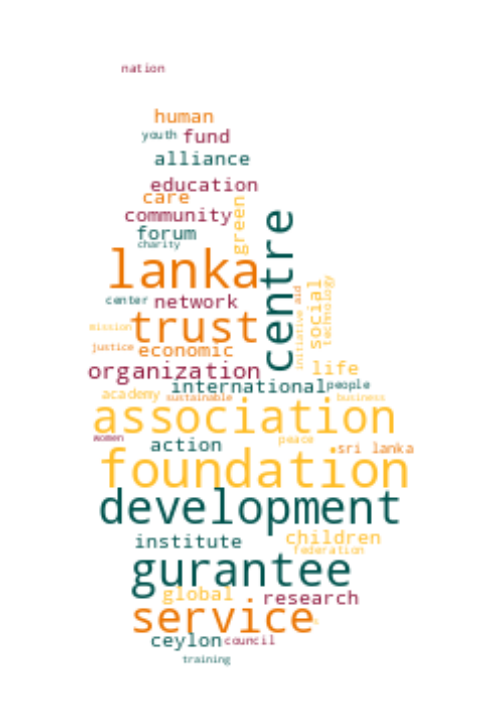 nation
human
youth fund
alliance
education
care
green
community
forum
centre
charity
lanka
social
technology
aid
initiative
center network
mission trust
justice economic
life
organization
international people
academy sustainable business
association
women
peace
action
sri lanka
foundation
development
institute children
federation
gurantee
global research
service
ceylon council
training